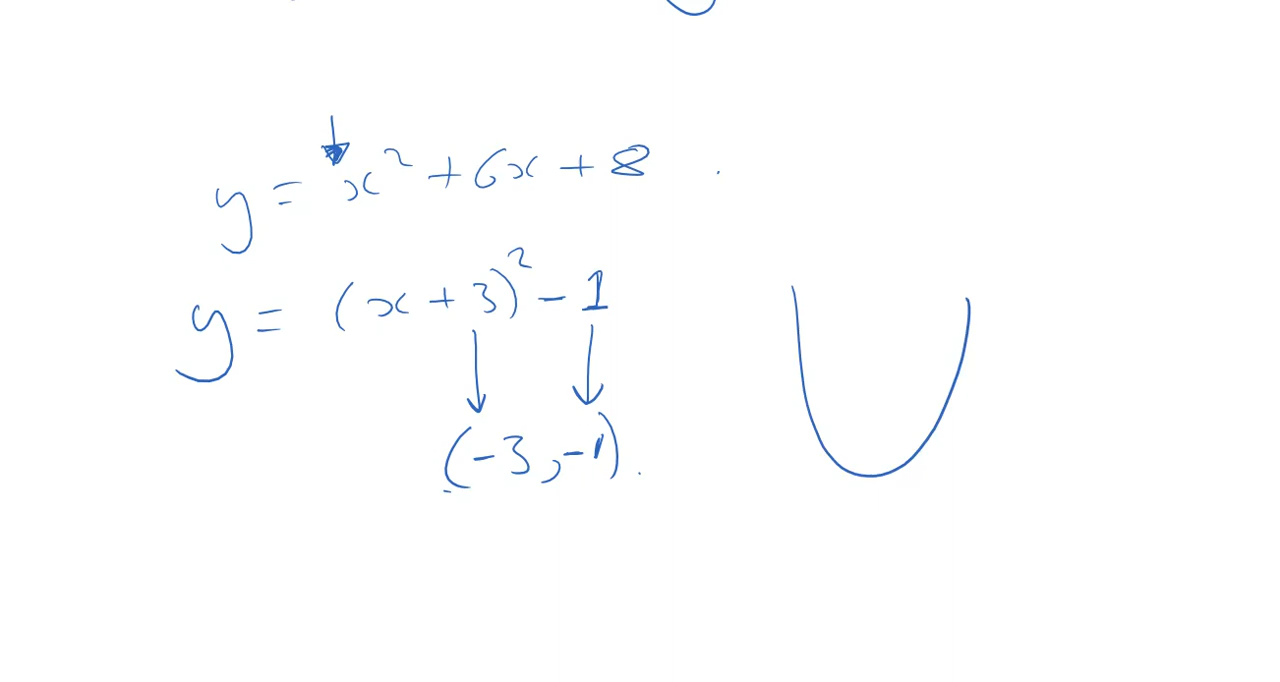 y = x² + 6x + 8 .
y = (x + 3)² - 1
(-3, -1).